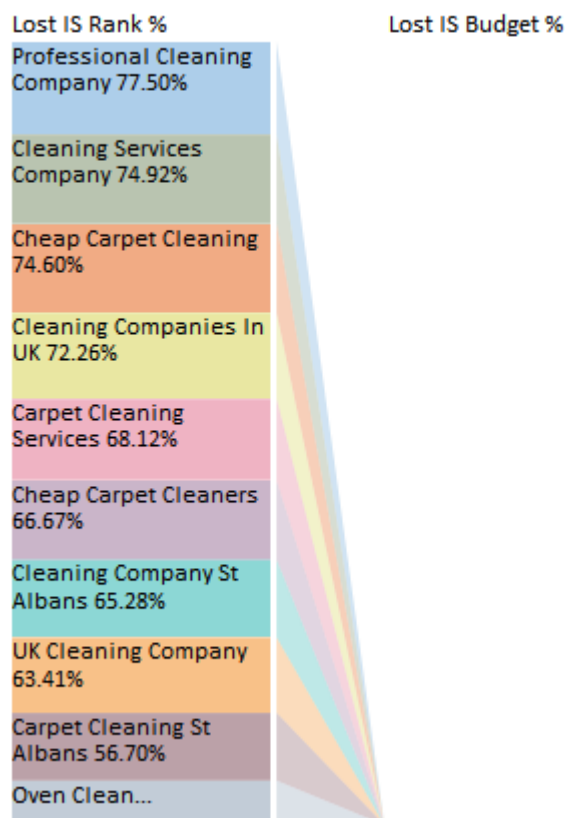 Lost IS Rank %
Lost IS Budget %
Professional Cleaning
Company 77.50%
Cleaning Services
Company 74.92%
Cheap Carpet Cleaning
74.60%
Cleaning Companies In
UK 72.26%
Carpet Cleaning
Services 68.12%
Cheap Carpet Cleaners
66.67%
Cleaning Company St
Albans 65.28%
UK Cleaning Company
63.41%
Carpet Cleaning St
Albans 56.70%
Oven Clean...